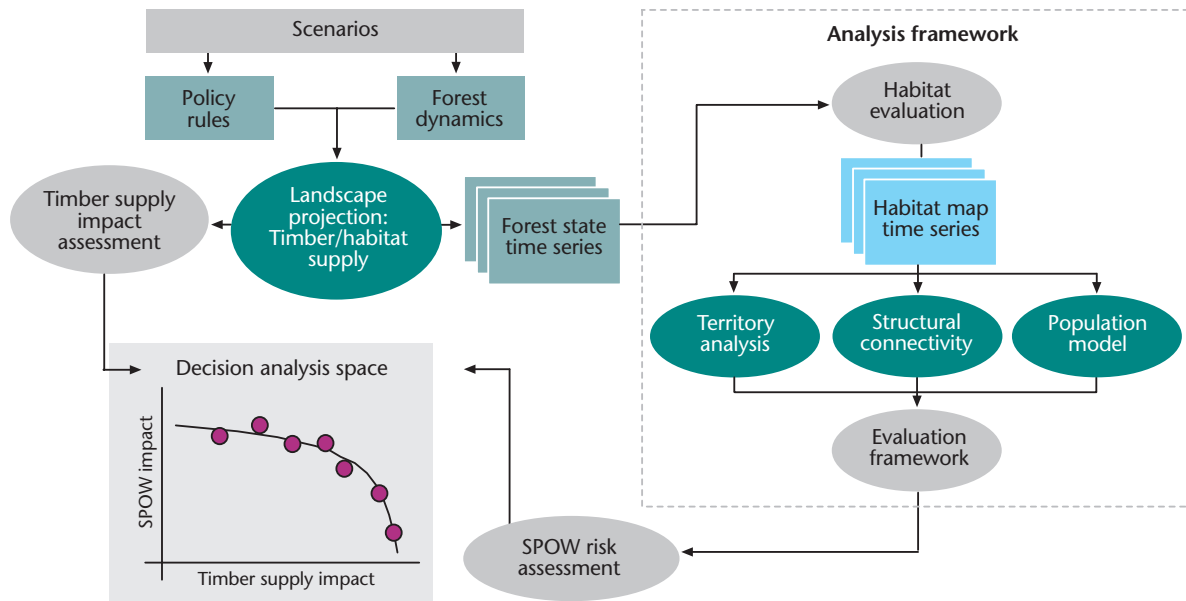 Scenarios
Policy
rules
Forest
dynamics
Timber supply
impact
assessment
Landscape
projection:
Timber/habitat
supply
Forest state
time series
Analysis framework
Habitat
evaluation
Habitat map
time series
Territory
analysis
Structural
connectivity
Population
model
Evaluation
framework
SPOW risk
assessment
Decision analysis space
SPOW impact
Timber supply impact